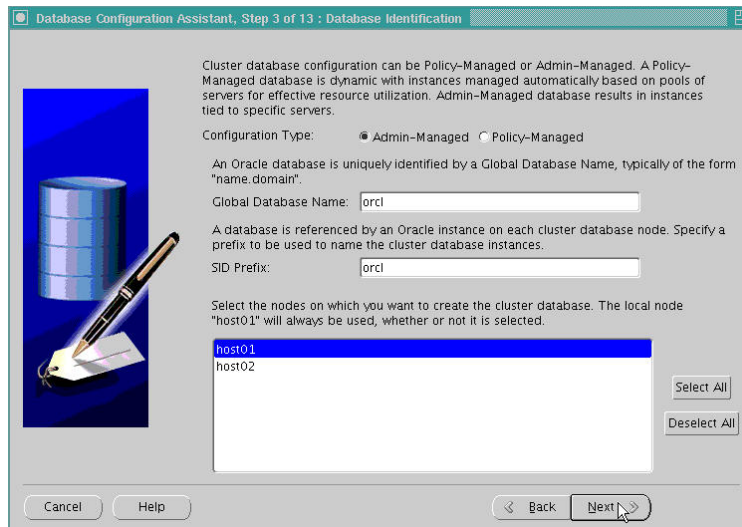 Database Configuration Assistant, Step 3 of 13 : Database Identification
Cluster database configuration can be Policy-Managed or Admin-Managed. A Policy-
Managed database is dynamic with instances managed automatically based on pools of
servers for effective resource utilization. Admin-Managed database results in instances
tied to specific servers.
Configuration Type: Admin-Managed Policy-Managed
An Oracle database is uniquely identified by a Global Database Name, typically of the form
"name.domain".
Global Database Name: orcl
A database is referenced by an Oracle instance on each cluster database node. Specify a
prefix to be used to name the cluster database instances.
SID Prefix: orcl
Select the nodes on which you want to create the cluster database. The local node
"host01" will always be used, whether or not it is selected.
host01
host02
Select All
Deselect All
Cancel Help Back Next